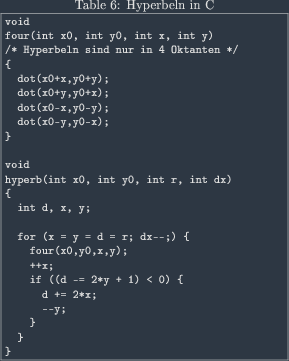 Table 6: Hyperbeln in C
void
four(int x0, int y0, int x, int y)
/* Hyperbeln sind nur in 4 Oktanten */
{
dot(x0+x,y0+y);
dot(x0+y,y0+x);
dot(x0-x,y0-y);
dot(x0-y,y0-x);
}
void
hyperb(int x0, int y0, int r, int dx)
{
int d, x, y;
for (x = y = d = r; dx--;) {
four(x0,y0,x,y);
++x;
if ((d -= 2*y + 1) < 0) {
d += 2*x;
--y;
}
}
}